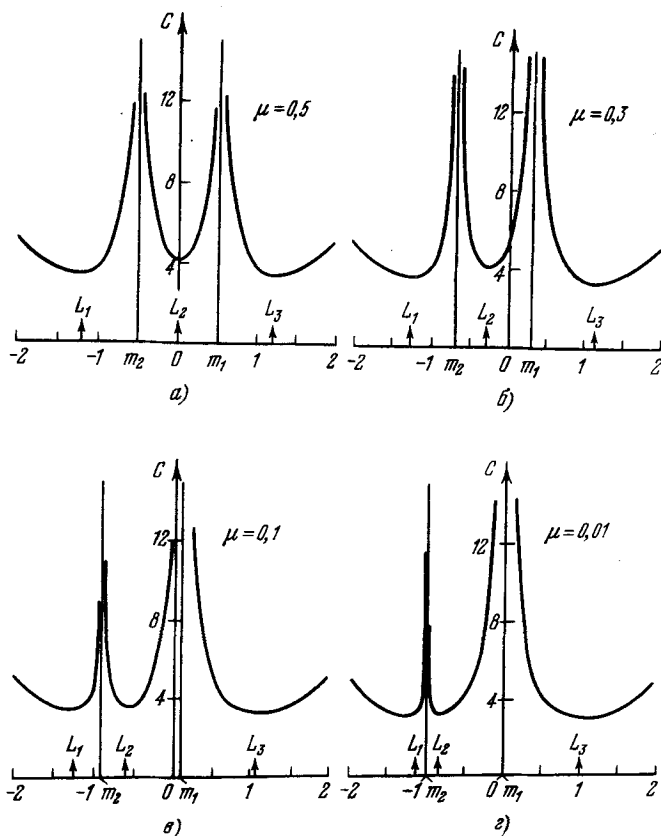 C
12
8
4
μ=0,5
L₁ L₂ L₃
-2 -1 m₂ 0 m₁ 1 2
а)
C
12
8
4
μ=0,3
L₁ L₂ L₃
-2 -1 m₂ 0 m₁ 1 2
б)
C
12
8
4
μ=0,1
L₁ L₂ L₃
-2 -1 m₂ 0 m₁ 1 2
в)
C
12
8
4
μ=0,01
L₁ L₂ L₃
-2 -1 m₂ 0 m₁ 1 2
г)